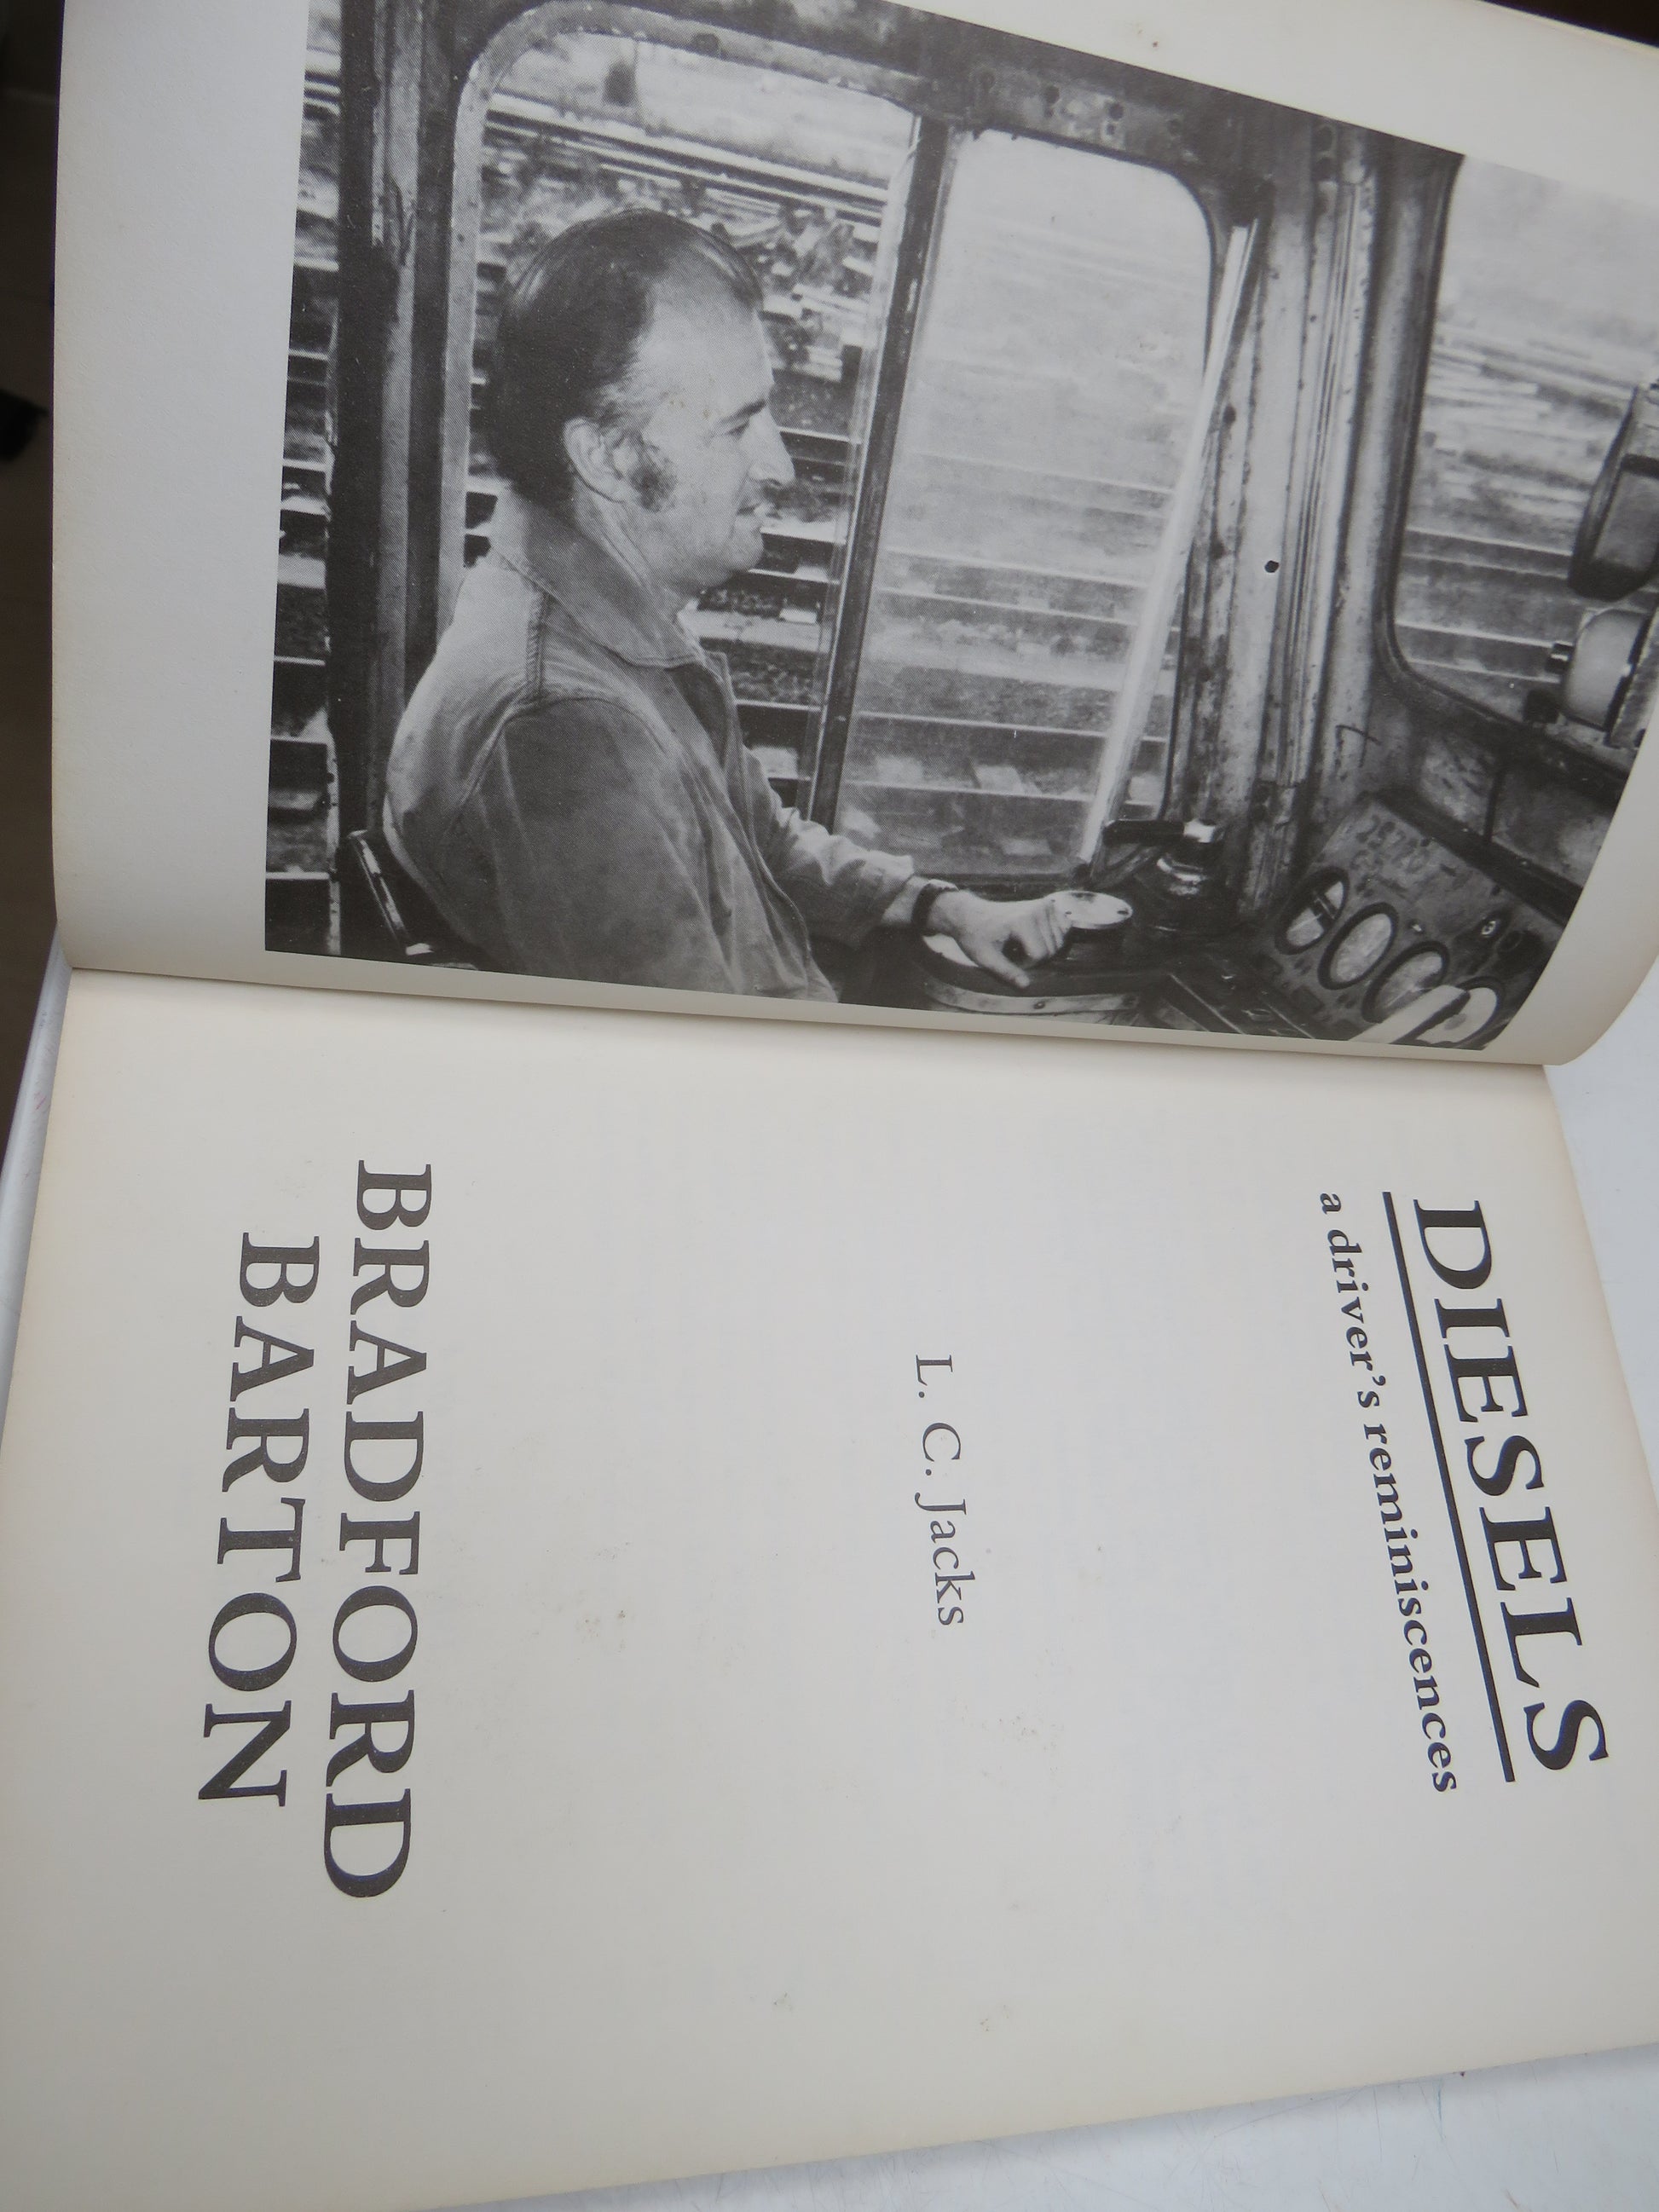 DIESELS
a driver's reminiscences
L. C. Jacks
BRADFORD
BARTON